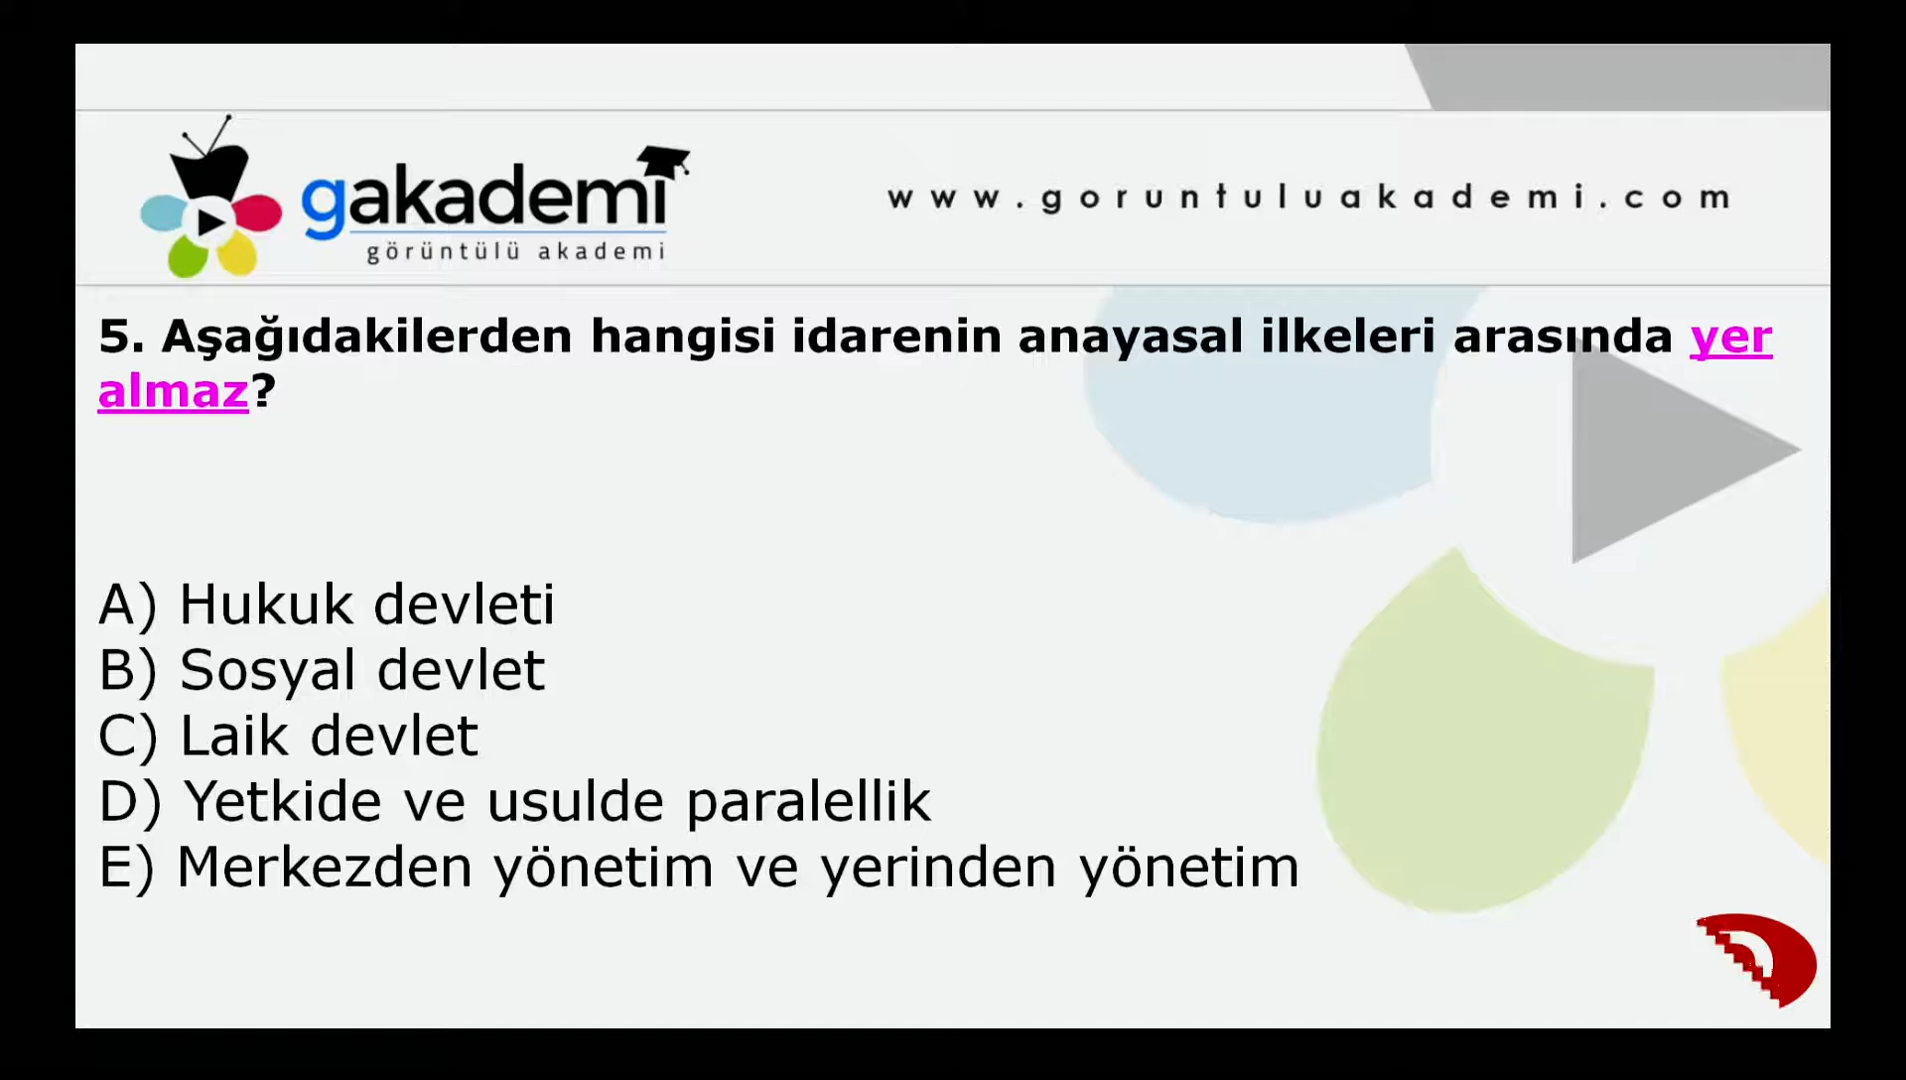 gakademi
görüntülü akademi
www.goruntuluakademi.com
5. Aşağıdakilerden hangisi idarenin anayasal ilkeleri arasında yer
almaz?
A) Hukuk devleti
B) Sosyal devlet
C) Laik devlet
D) Yetkide ve usulde paralellik
E) Merkezden yönetim ve yerinden yönetim